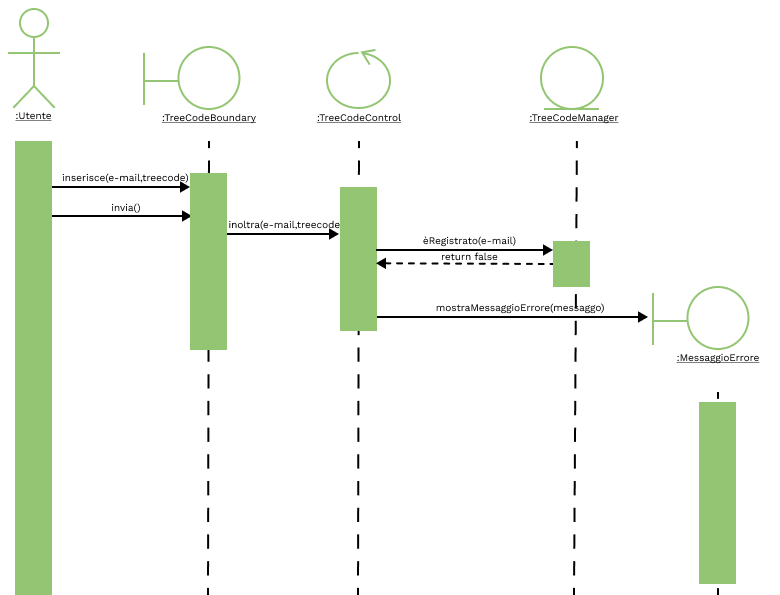 :Utente
:TreeCodeBoundary
:TreeCodeControl
:TreeCodeManager
inserisce(e-mail,treecode)
invia()
inoltra(e-mail,treecode
èRegistrato(e-mail)
return false
mostraMessaggioErrore(messaggo)
:MessaggioErrore